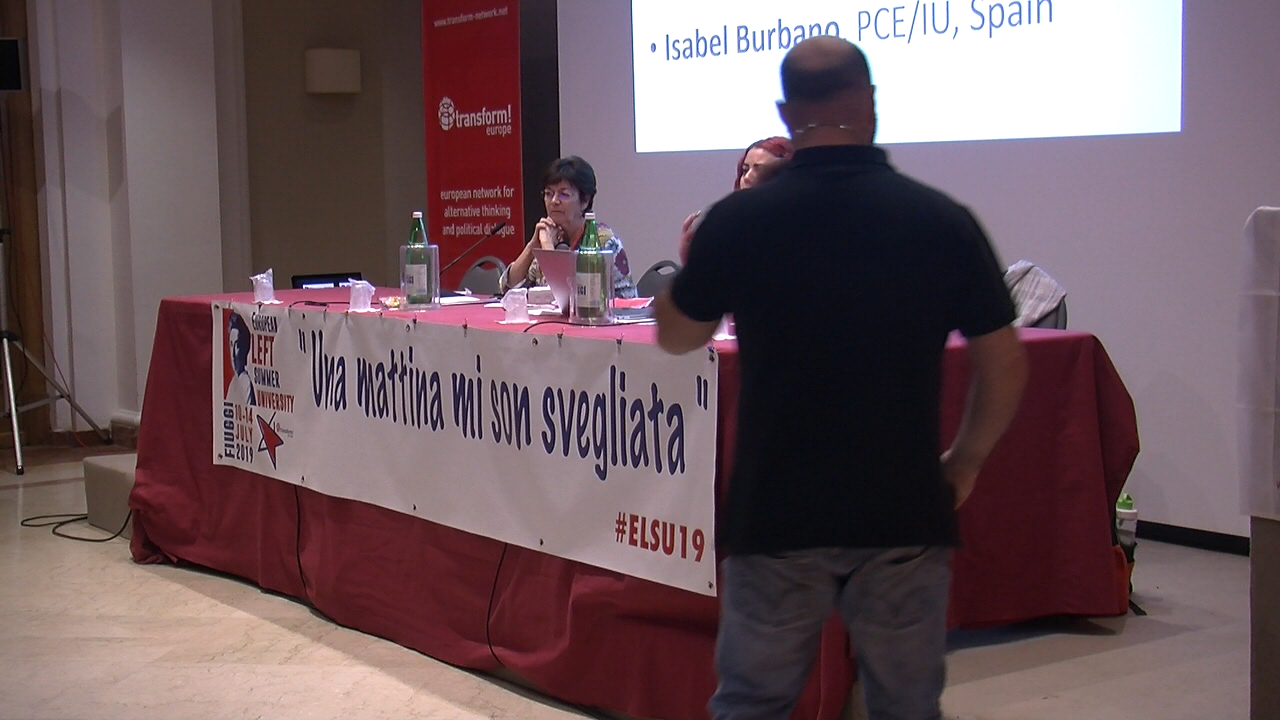 • Isabel Burbano, PCE/IU, Spain
www.transform-network.net
transform!
europe
european network for
alternative thinking
and political dialogue
EUROPEAN
LEFT
SUMMER
UNIVERSITY
FIUGGI
10-14
JULY
2019
"Una mattina mi son svegliata"
#ELSU19